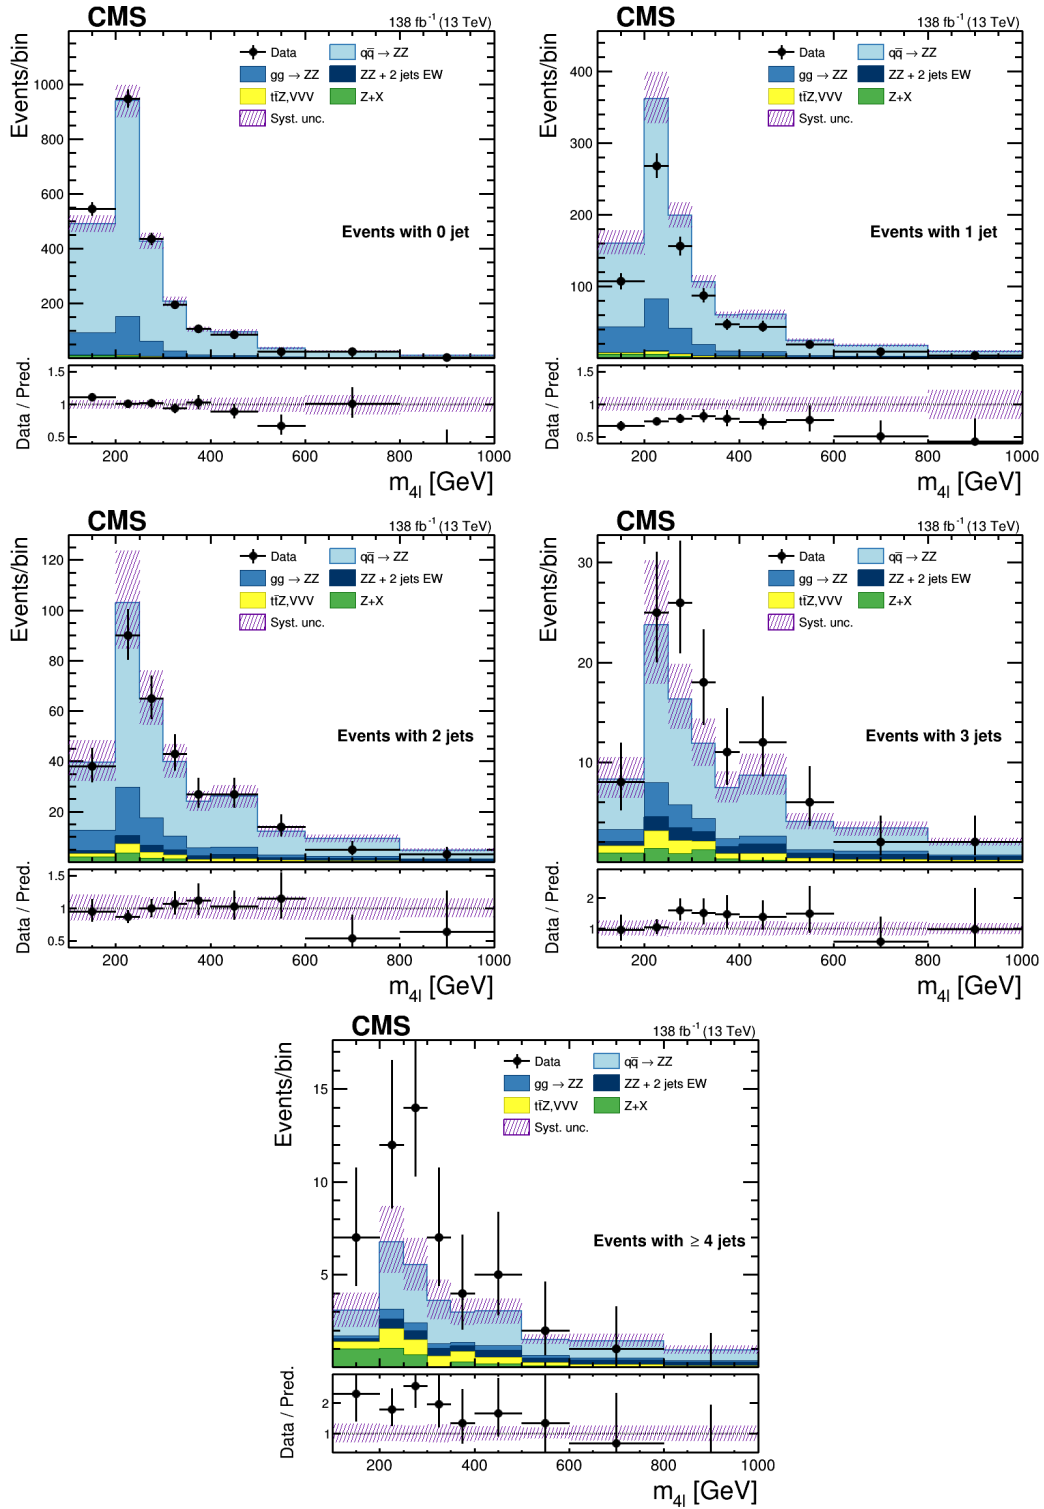 CMS 138 fb⁻¹ (13 TeV)
Events/bin
Data qq̅ → ZZ
gg → ZZ ZZ + 2 jets EW
tt̅Z,VVV Z+X
Syst. unc.
Events with 0 jet
1000
800
600
400
200
Data / Pred.
1.5
1
0.5
200 400 600 800 1000
m4l [GeV]
CMS 138 fb⁻¹ (13 TeV)
Events/bin
Data qq̅ → ZZ
gg → ZZ ZZ + 2 jets EW
tt̅Z,VVV Z+X
Syst. unc.
Events with 1 jet
400
300
200
100
Data / Pred.
1.5
1
0.5
200 400 600 800 1000
m4l [GeV]
CMS 138 fb⁻¹ (13 TeV)
Events/bin
Data qq̅ → ZZ
gg → ZZ ZZ + 2 jets EW
tt̅Z,VVV Z+X
Syst. unc.
Events with 2 jets
120
100
80
60
40
20
Data / Pred.
1.5
1
0.5
200 400 600 800 1000
m4l [GeV]
CMS 138 fb⁻¹ (13 TeV)
Events/bin
Data qq̅ → ZZ
gg → ZZ ZZ + 2 jets EW
tt̅Z,VVV Z+X
Syst. unc.
Events with 3 jets
30
20
10
Data / Pred.
2
1
200 400 600 800 1000
m4l [GeV]
CMS 138 fb⁻¹ (13 TeV)
Events/bin
Data qq̅ → ZZ
gg → ZZ ZZ + 2 jets EW
tt̅Z,VVV Z+X
Syst. unc.
Events with ≥ 4 jets
15
10
5
Data / Pred.
2
1
200 400 600 800 1000
m4l [GeV]